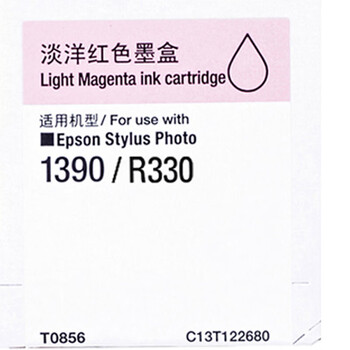 淡洋红色墨盒
Light Magenta ink cartridge
适用机型/For use with
■Epson Stylus Photo
1390/R330
T0856 C13T122680